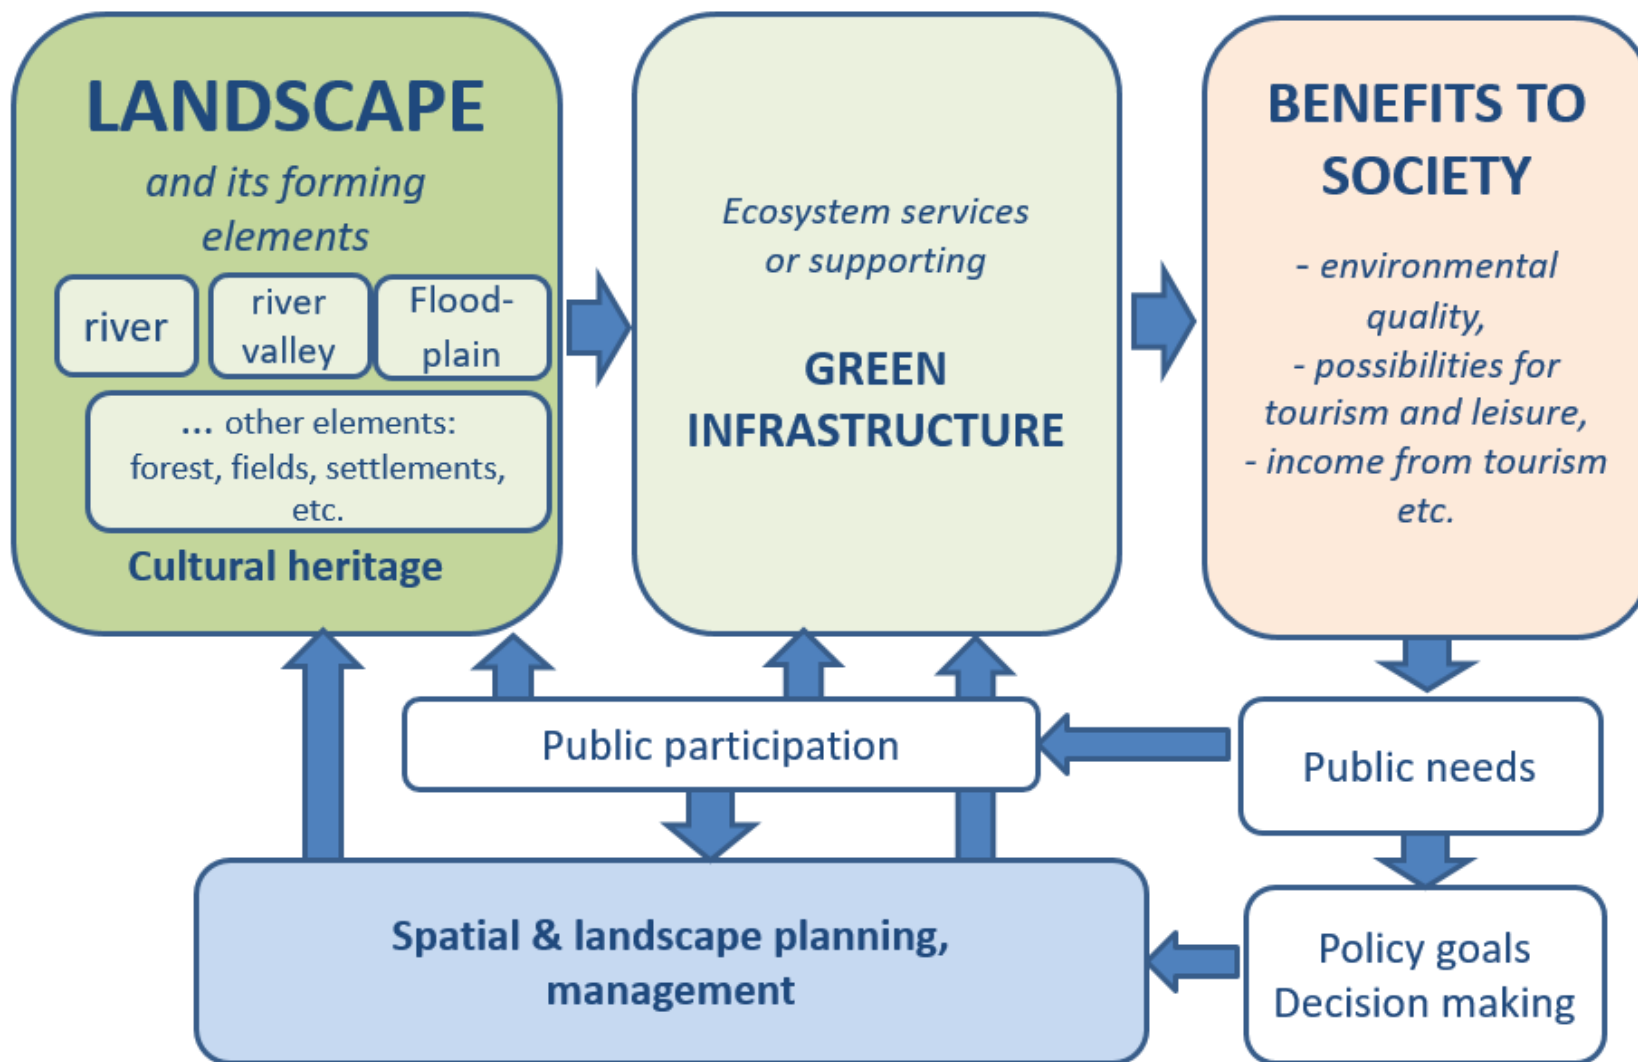 LANDSCAPE
and its forming
elements
river
river
valley
Flood-
plain
... other elements:
forest, fields, settlements,
etc.
Cultural heritage
Ecosystem services
or supporting
GREEN
INFRASTRUCTURE
BENEFITS TO
SOCIETY
- environmental
quality,
- possibilities for
tourism and leisure,
- income from tourism
etc.
Public participation
Public needs
Spatial & landscape planning,
management
Policy goals
Decision making